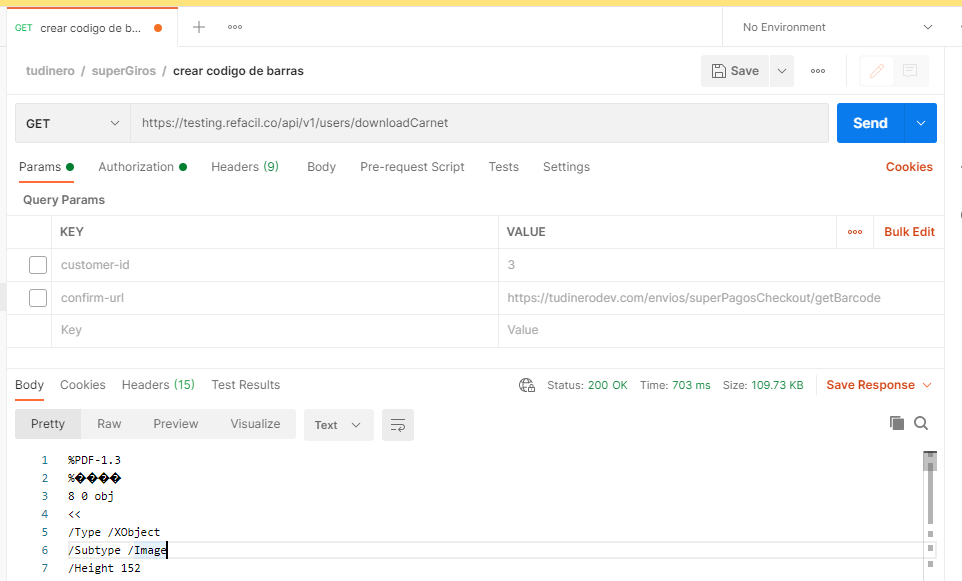 GET crear codigo de b...
No Environment
tudinero / superGiros / crear codigo de barras
Save
GET https://testing.refacil.co/api/v1/users/downloadCarnet
Send
Params Authorization Headers (9) Body Pre-request Script Tests Settings Cookies
Query Params
KEY VALUE Bulk Edit
customer-id 3
confirm-url https://tudinerodev.com/envios/superPagosCheckout/getBarcode
Key Value
Body Cookies Headers (15) Test Results Status: 200 OK Time: 703 ms Size: 109.73 KB Save Response
Pretty Raw Preview Visualize Text
1 %PDF-1.3
2 %����
3 8 0 obj
4 <<
5 /Type /XObject
6 /Subtype /Image
7 /Height 152